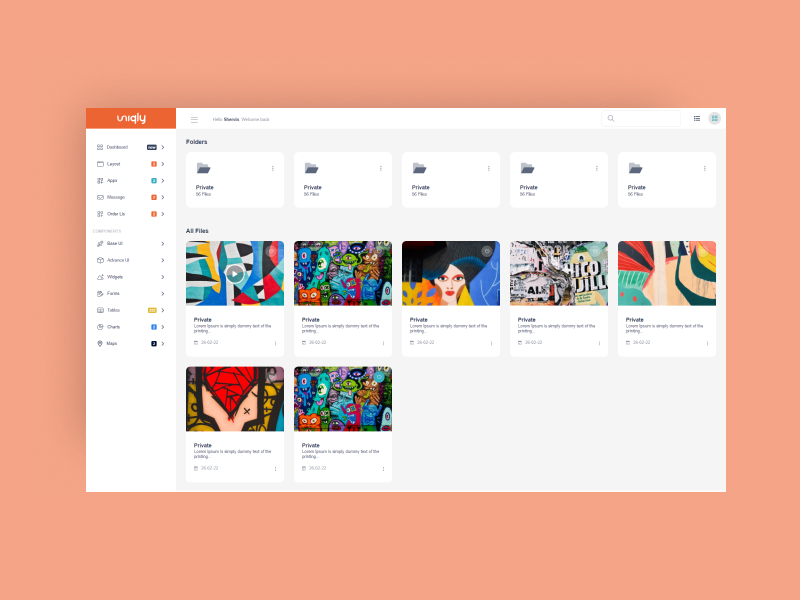 uniqly
Hello Shervin. Welcome back
Dashboard
Layout
Apps
Message
Order Lis
COMPONENTS
Base UI
Advance UI
Widgets
Forms
Tables
Charts
Maps
Folders
Private
Private
Private
Private
Private
56 Files
56 Files
56 Files
56 Files
56 Files
All Files
Private
Lorem Ipsum is simply dummy text of the
printing...
26-02-22
Private
Lorem Ipsum is simply dummy text of the
printing...
26-02-22
Private
Lorem Ipsum is simply dummy text of the
printing...
26-02-22
Private
Lorem Ipsum is simply dummy text of the
printing...
26-02-22
Private
Lorem Ipsum is simply dummy text of the
printing...
26-02-22
Private
Lorem Ipsum is simply dummy text of the
printing...
26-02-22
Private
Lorem Ipsum is simply dummy text of the
printing...
26-02-22